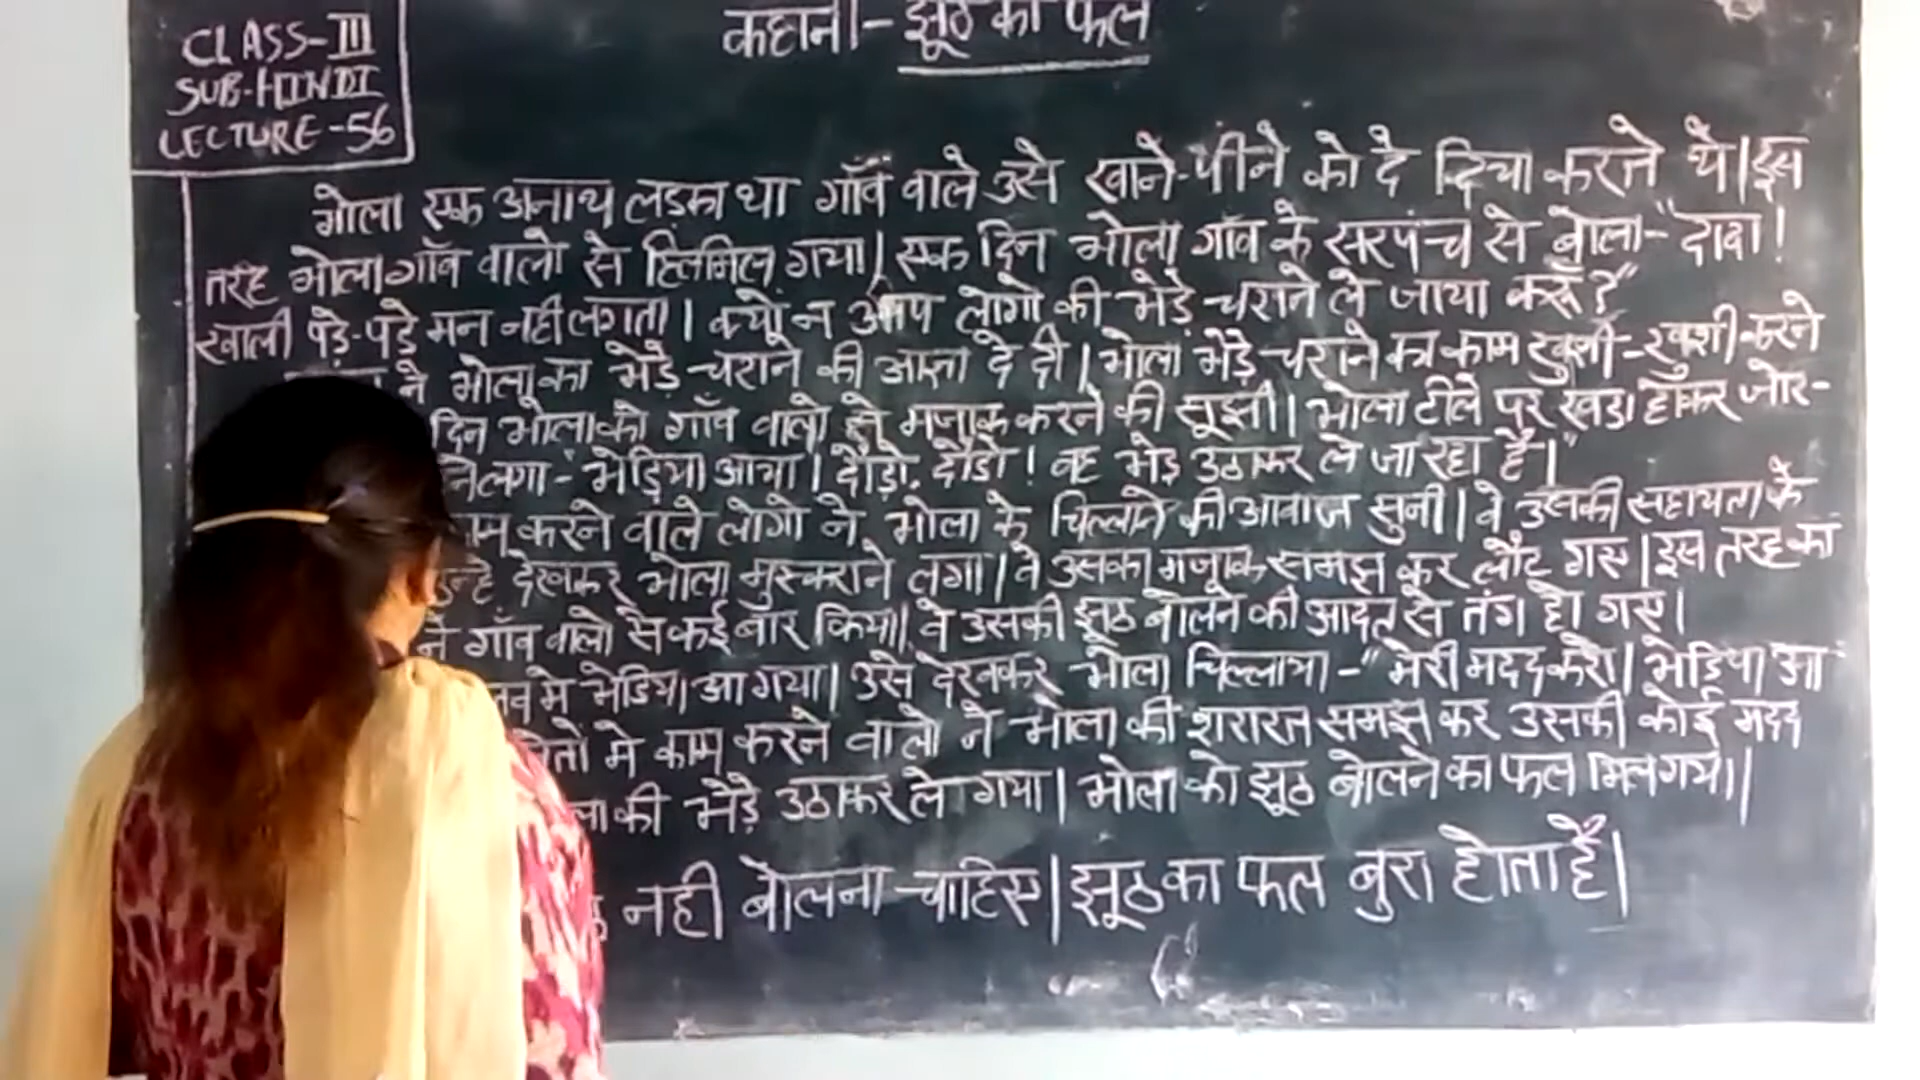 CLASS-III
SUB-HINDI
LECTURE-56
कहानी- झूठ का फल
भोला एक अनाथ लड़का था गाँव वाले उसे खाने-पीने को दे दिया करते थे। इस
तरह भोला गाँव वालो से हिलमिल गया। एक दिन भोला गाँव के सरपंच से बोला-"दादा!
खाली पड़े-पड़े मन नही लगता। क्यों न आप लोगो की भेड़े चराने ले जाया करूँ?"
ने भोला का भेड़े चराने की आज्ञा दे दी। भोला भेड़े चराने का काम खुशी-खुशी करने
दिन भोला को गाँव वालो से मजाक करने की सूझी। भोला टीले पर खड़ा होकर जोर-
ने लगा-"भेड़िया आया। दौड़ो, दौड़ो! वह भेड़ उठाकर ले जा रहा है।"
करने वाले लोगो ने भोला के चिल्लाने की आवाज सुनी। वे उसकी सहायता के
उन्हे देखकर भोला मुस्कराने लगा। वे उसका मजाक समझ कर लौट गए। इस तरह का
ने गाँव वालो से कई बार किया। वे उसकी झूठ बोलने की आदत से तंग हो गए।
मे भेडिया आ गया। उसे देखकर भोला चिल्लाया-"मेरी मदद करो। भेडिया आ
मे काम करने वालो ने भोला की शरारत समझ कर उसकी कोई मदद
की भेड़े उठाकर ले गया। भोला को झूठ बोलने का फल मिल गया।
नही बोलना चाहिए। झूठ का फल बुरा होता है।